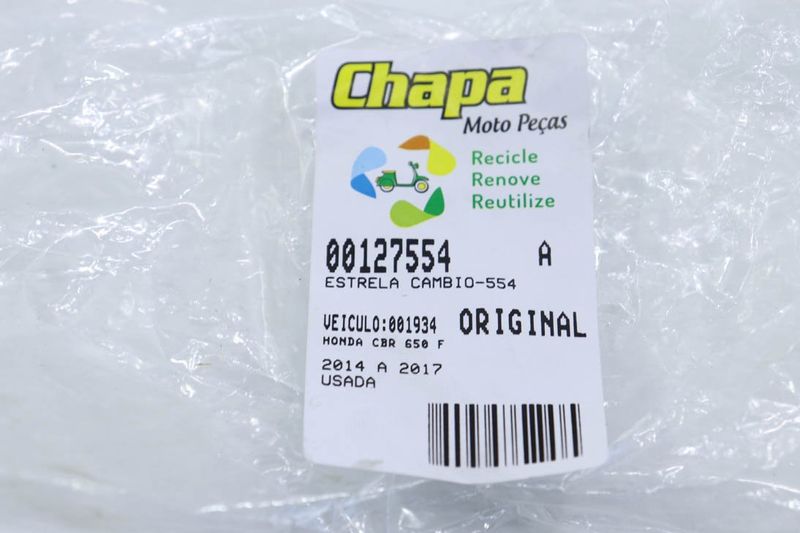 Chapa
Moto Peças
Recicle
Renove
Reutilize
00127554 A
ESTRELA CAMBIO-554
VEICULO:001934 ORIGINAL
HONDA CBR 650 F
2014 A 2017
USADA